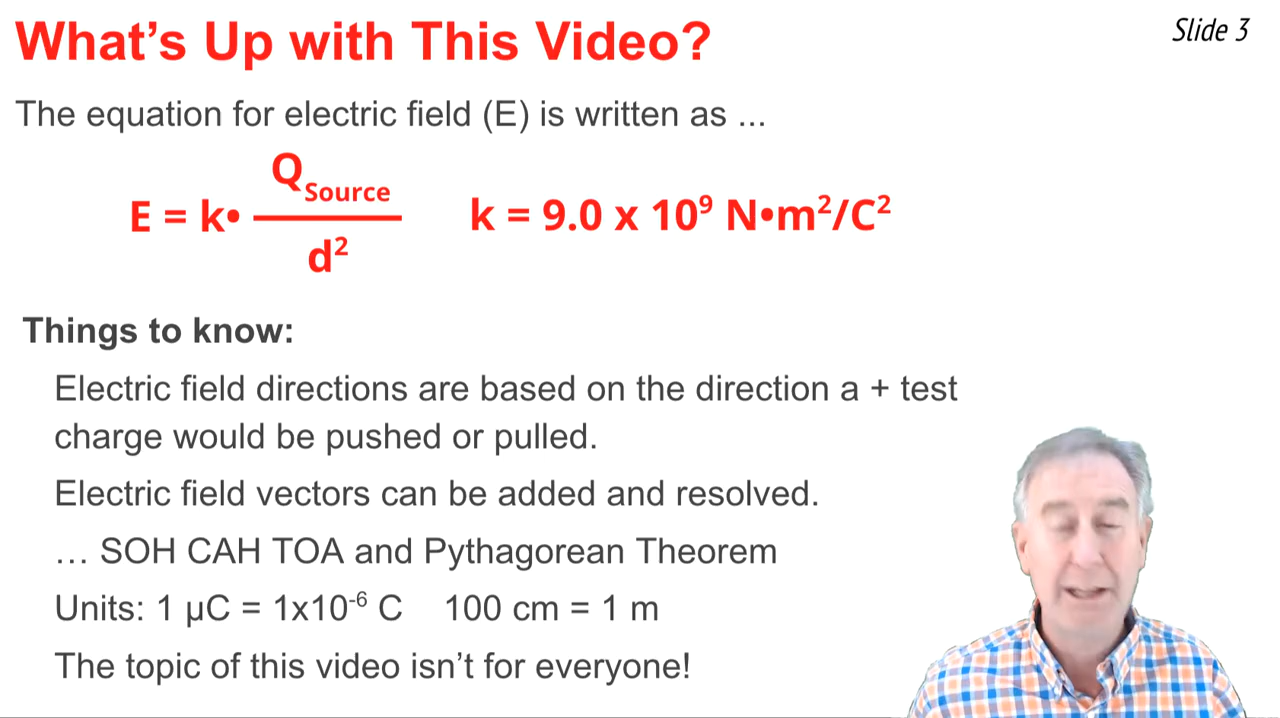 What's Up with This Video?
Slide 3
The equation for electric field (E) is written as ...
E = k• Q_Source / d² k = 9.0 x 10⁹ N•m²/C²
Things to know:
Electric field directions are based on the direction a + test
charge would be pushed or pulled.
Electric field vectors can be added and resolved.
… SOH CAH TOA and Pythagorean Theorem
Units: 1 µC = 1x10⁻⁶ C 100 cm = 1 m
The topic of this video isn't for everyone!